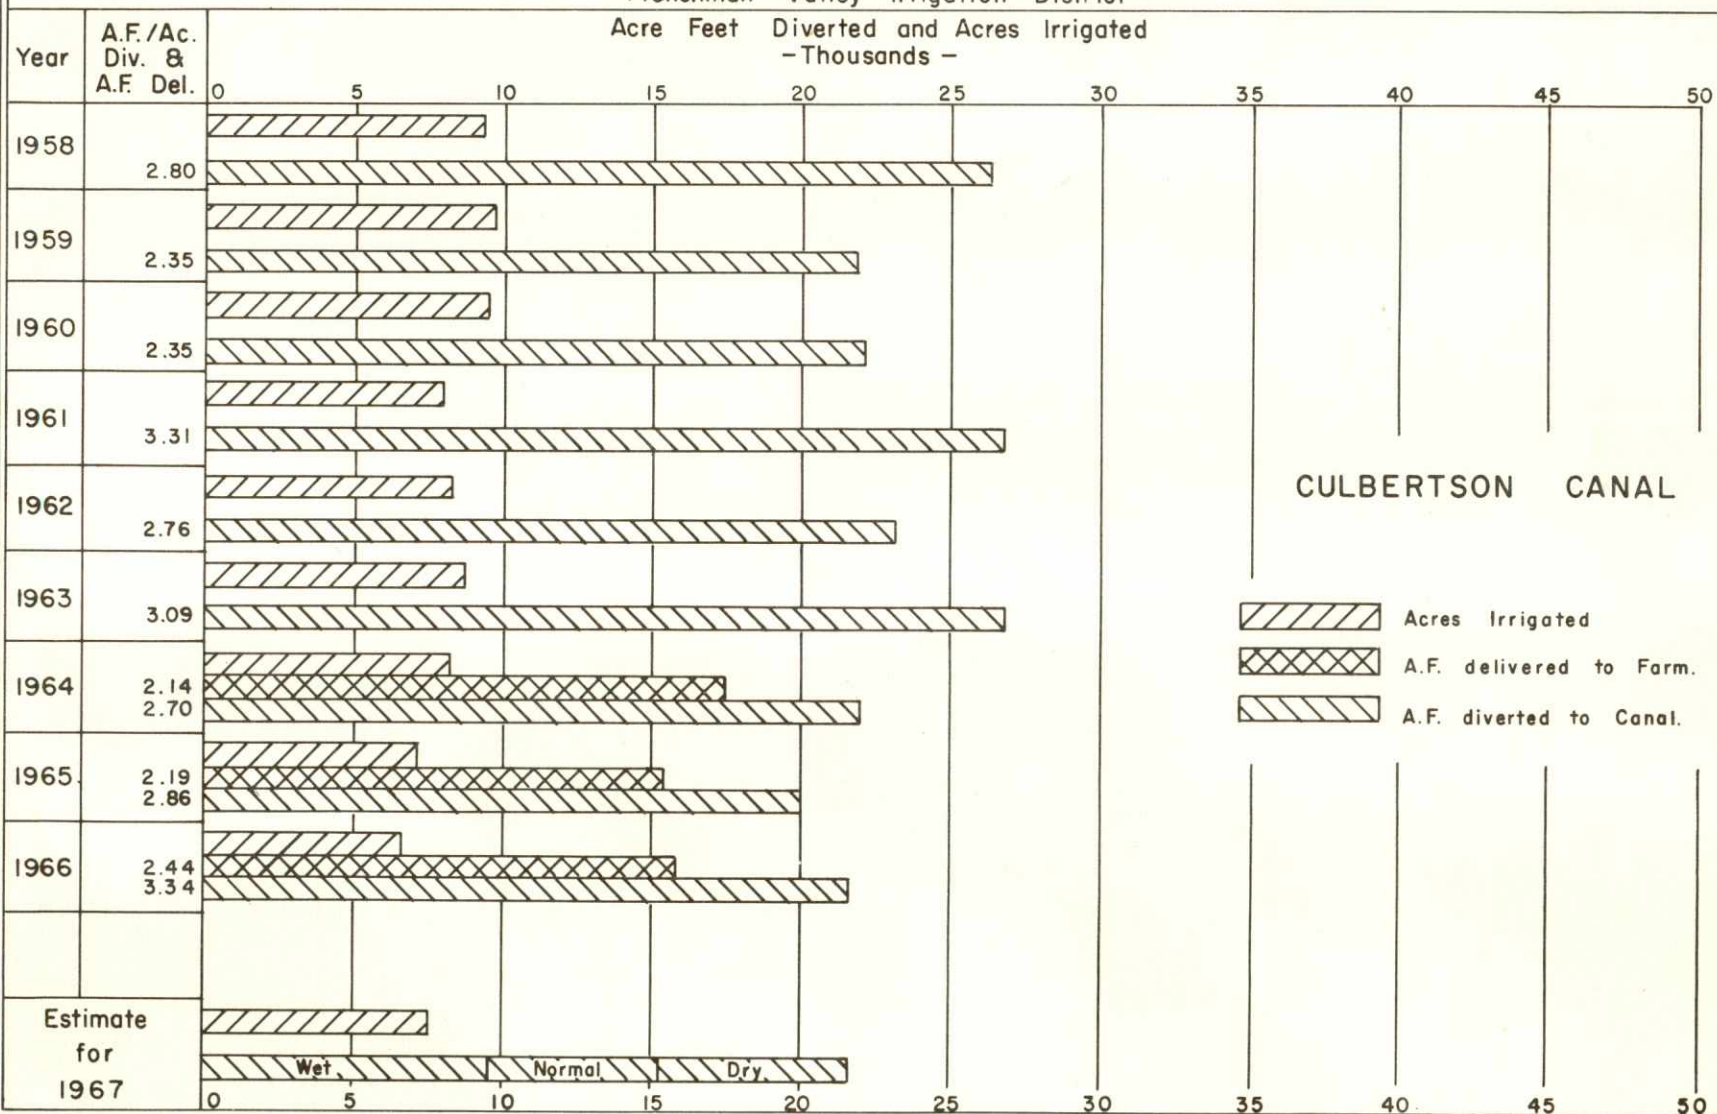 Valley Irrigation District
Acre Feet Diverted and Acres Irrigated
-Thousands-
Year
A.F./Ac.
Div. &
A.F. Del.
0 5 10 15 20 25 30 35 40 45 50
1958
2.80
1959
2.35
1960
2.35
1961
3.31
1962
2.76
1963
3.09
1964
2.14
2.70
1965
2.19
2.86
1966
2.44
3.34
CULBERTSON CANAL
Acres Irrigated
A.F. delivered to Farm.
A.F. diverted to Canal.
Estimate
for
1967
Wet Normal Dry
0 5 10 15 20 25 30 35 40 45 50